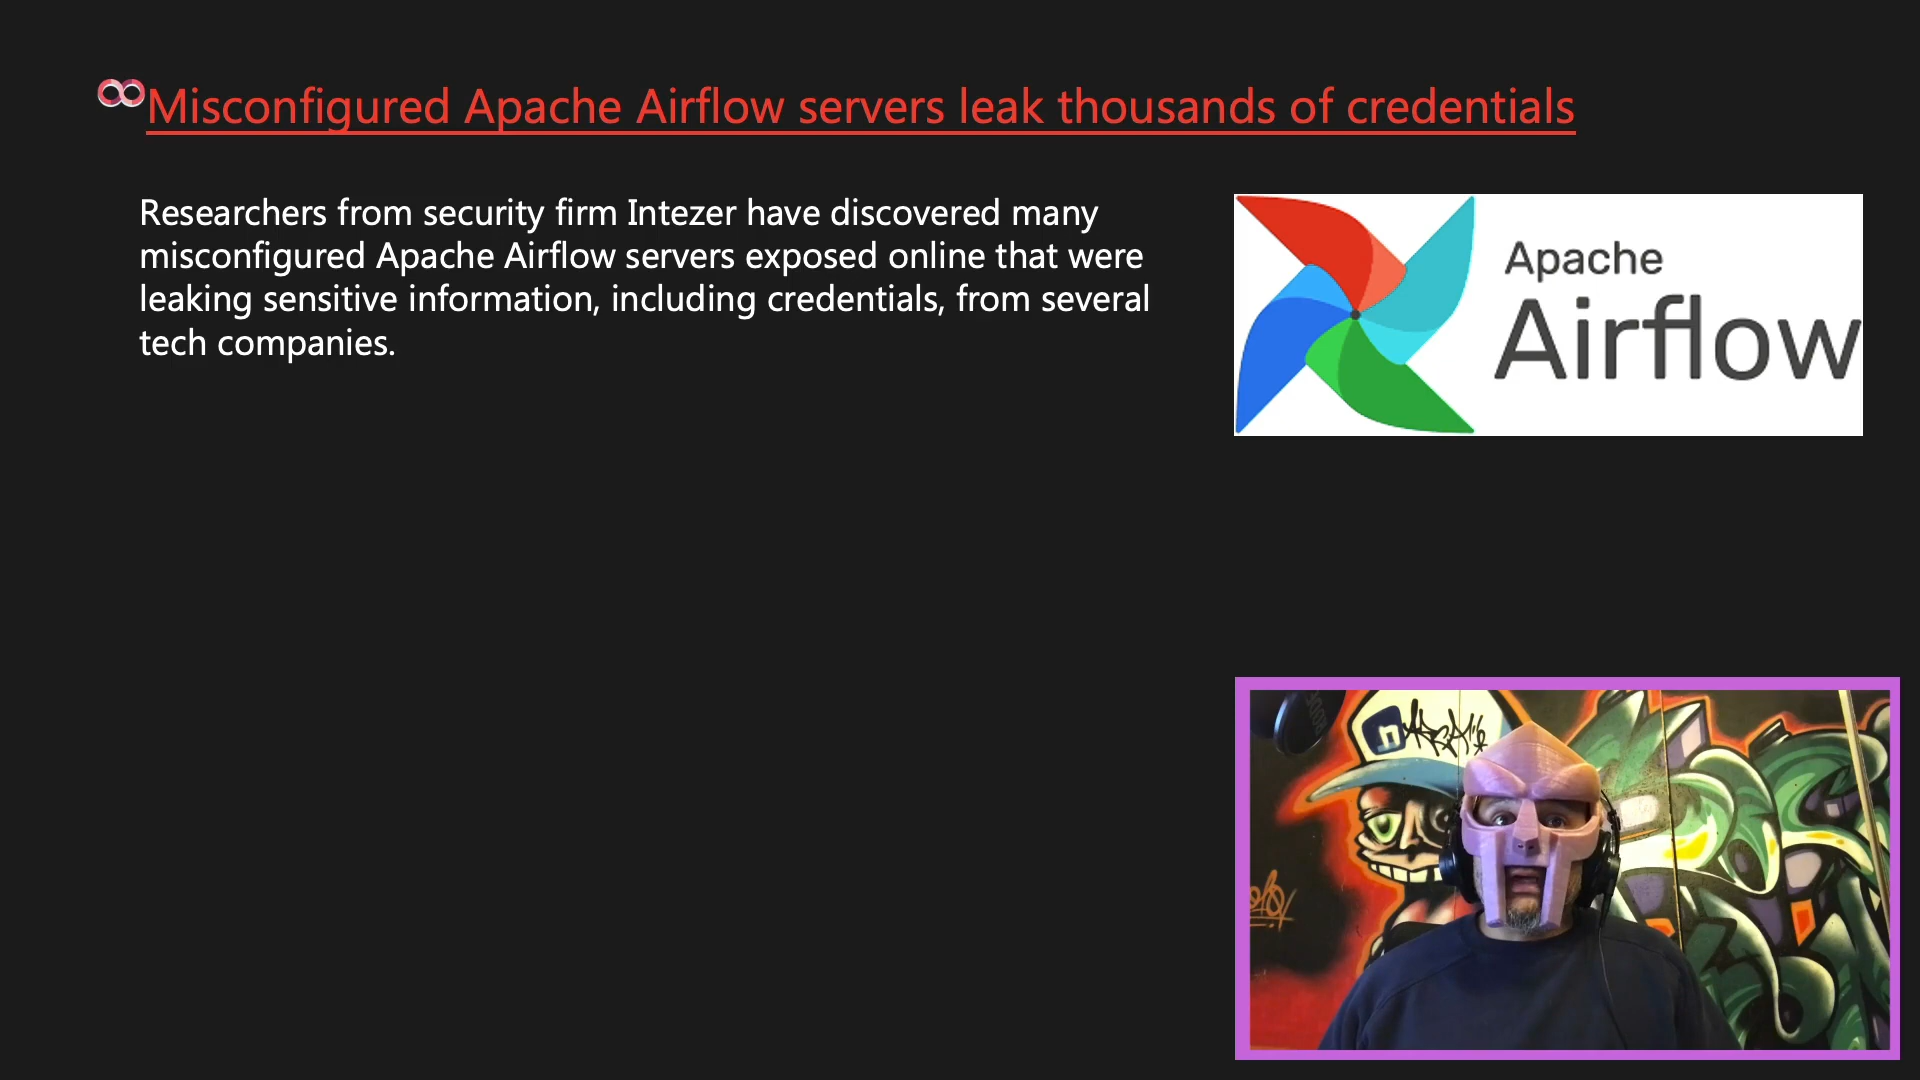 Misconfigured Apache Airflow servers leak thousands of credentials
Researchers from security firm Intezer have discovered many
misconfigured Apache Airflow servers exposed online that were
leaking sensitive information, including credentials, from several
tech companies.
Apache
Airflow